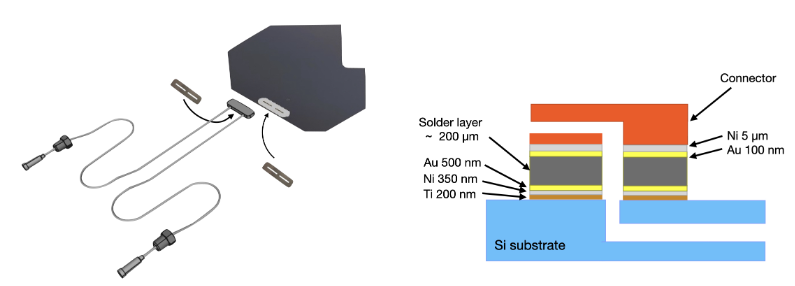 Connector
Solder layer
~ 200 μm
Ni 5 μm
Au 100 nm
Au 500 nm
Ni 350 nm
Ti 200 nm
Si substrate